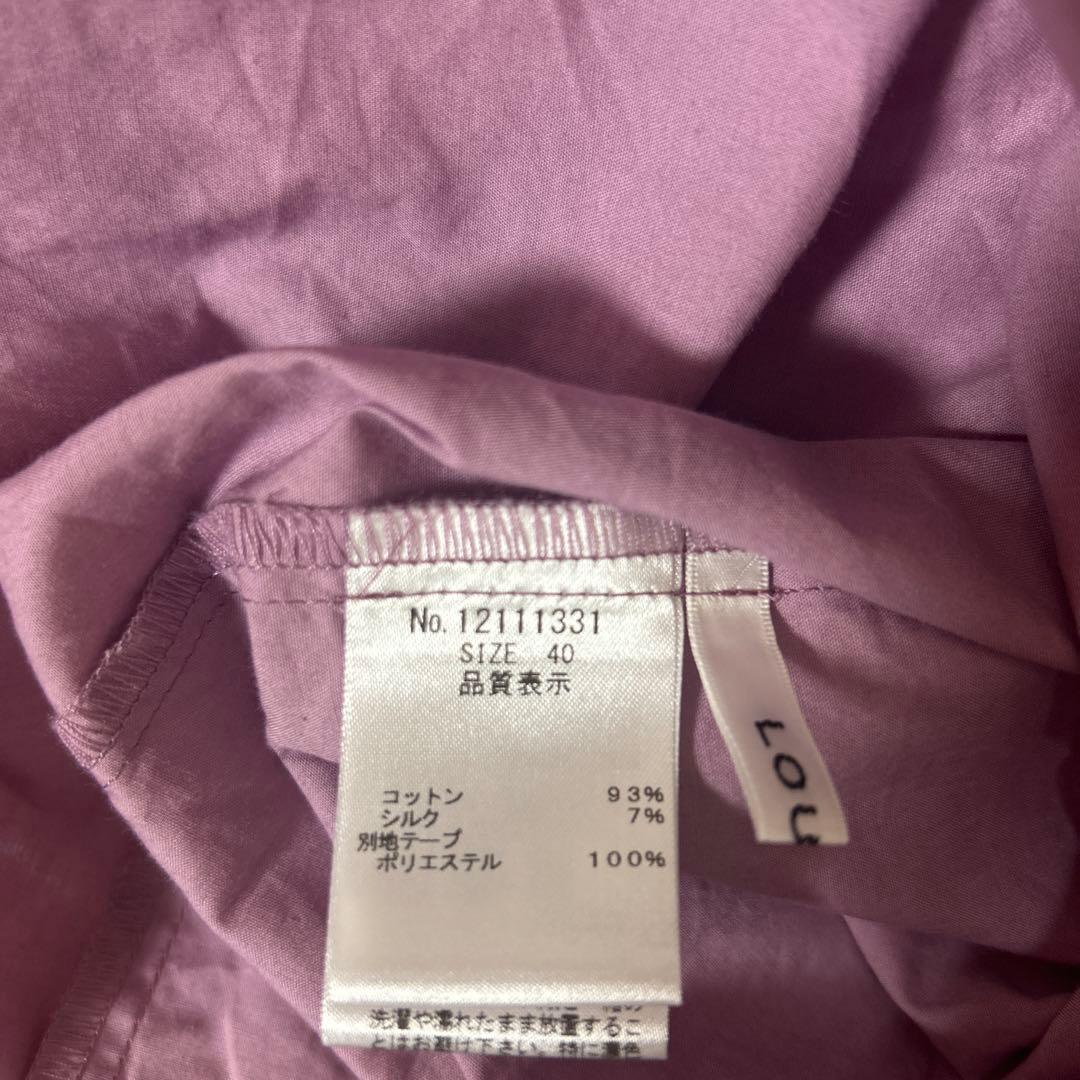 No. 12111331
SIZE 40
品質表示
コットン 93%
シルク 7%
別地テープ
ポリエステル 100%
洗濯や濡れたまま放置するこ
とはお避け下さい。特に濃色
LOU